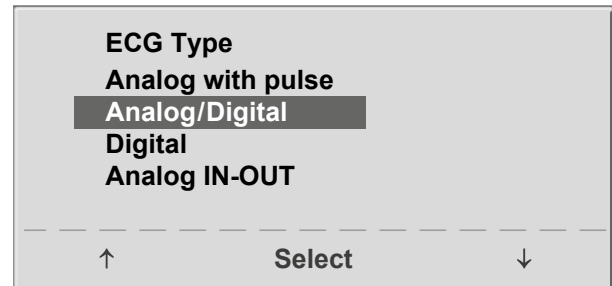 ECG Type
Analog with pulse
Analog/Digital
Digital
Analog IN-OUT
↑ Select ↓